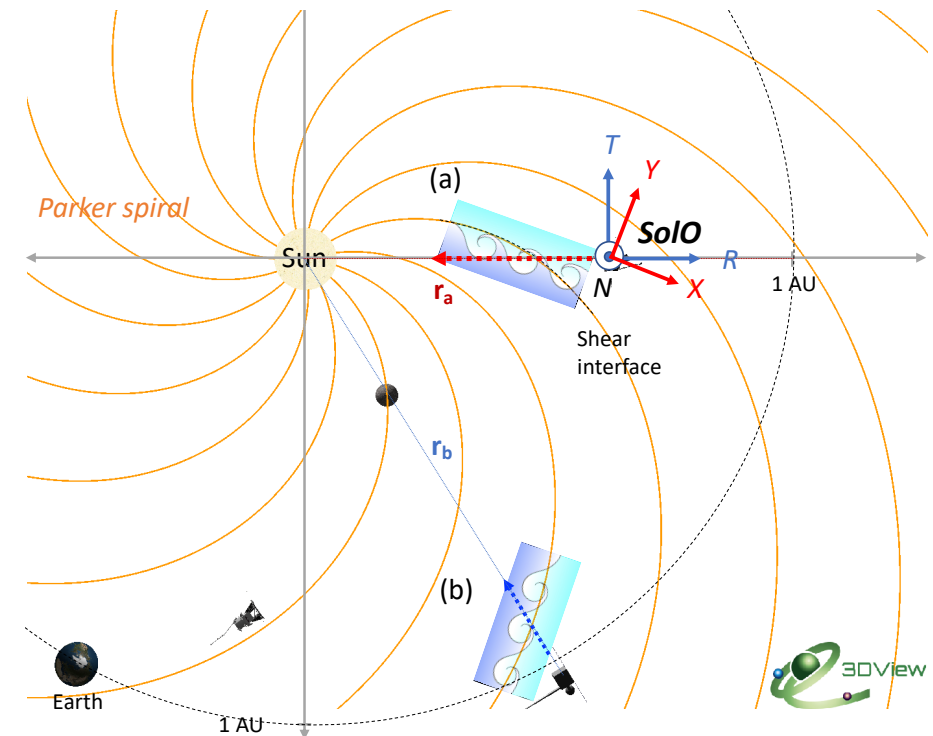 T
Y
(a)
SolO
Parker spiral
Sun
R
N
X
1 AU
r_a
Shear
interface
r_b
(b)
3DView
Earth
1 AU